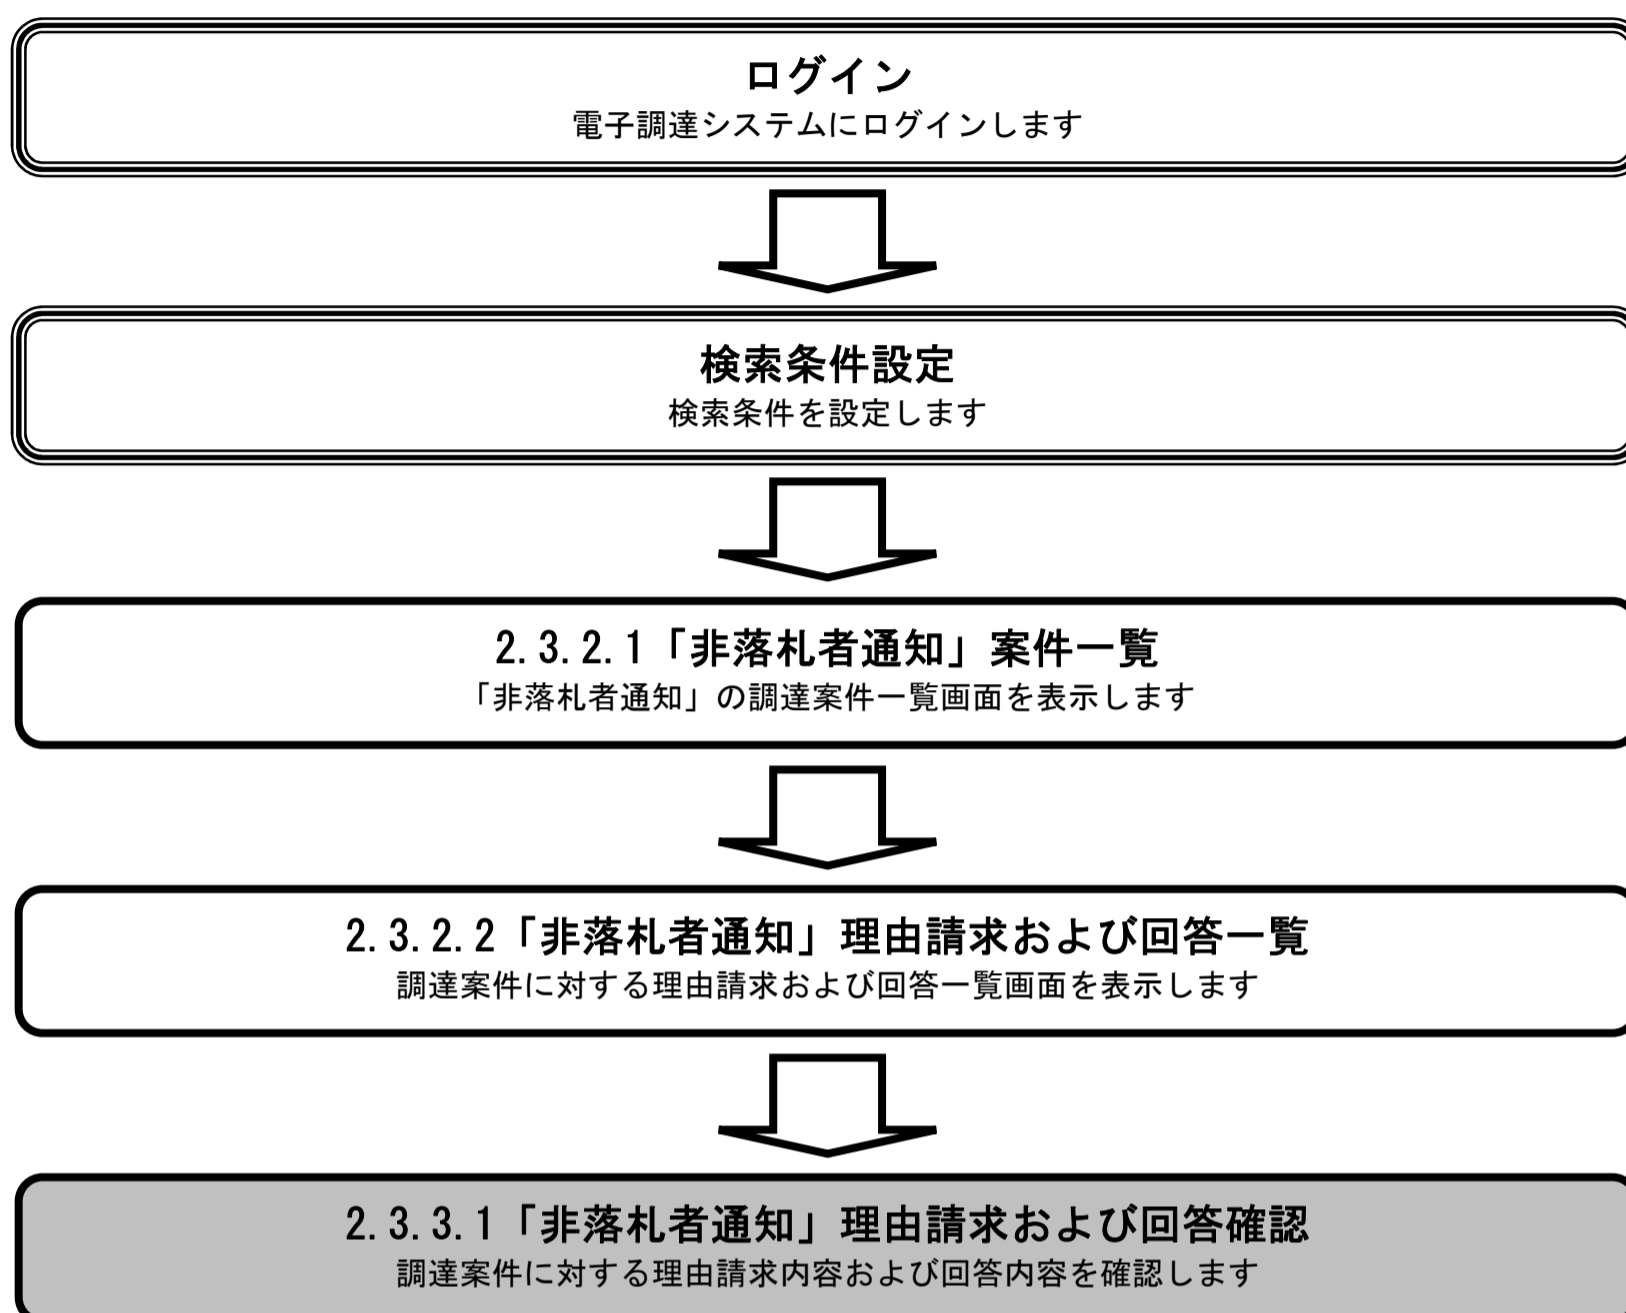 ログイン
電子調達システムにログインします
検索条件設定
検索条件を設定します
2.3.2.1「非落札者通知」案件一覧
「非落札者通知」の調達案件一覧画面を表示します
2.3.2.2「非落札者通知」理由請求および回答一覧
調達案件に対する理由請求および回答一覧画面を表示します
2.3.3.1「非落札者通知」理由請求および回答確認
調達案件に対する理由請求内容および回答内容を確認します